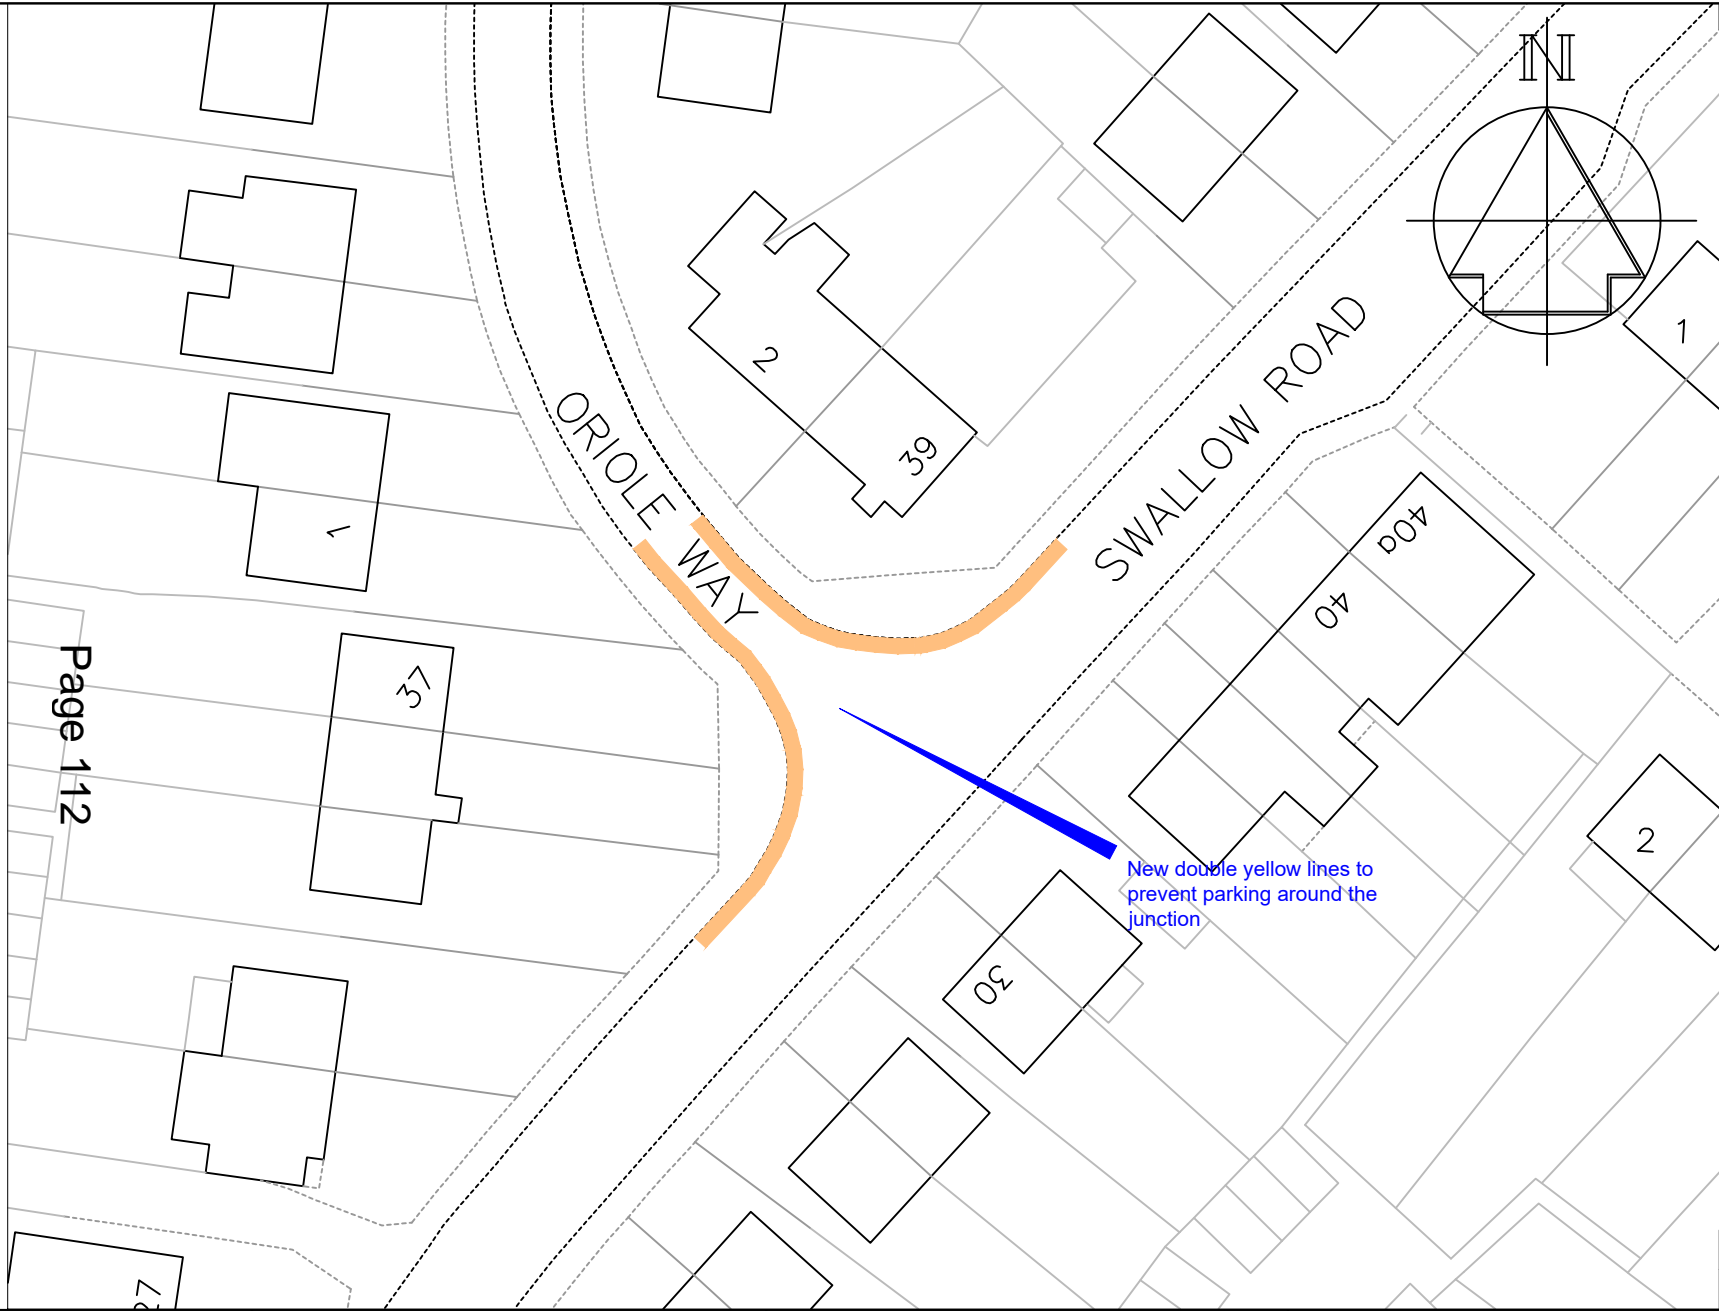 N
ORIOLE WAY
SWALLOW ROAD
2
39
1
1
40a
40
37
Page 112
2
New double yellow lines to
prevent parking around the
junction
30
27